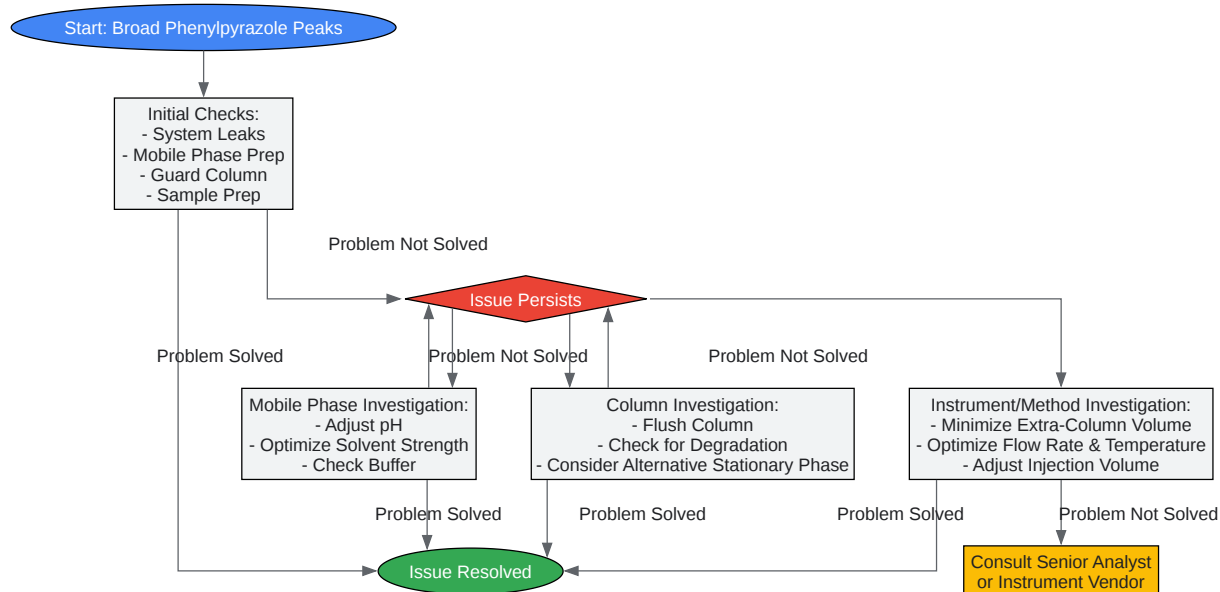 Start: Broad Phenylpyrazole Peaks
Initial Checks:
- System Leaks
- Mobile Phase Prep
- Guard Column
- Sample Prep
Problem Not Solved
Issue Persists
Problem Solved
Problem Not Solved
Problem Not Solved
Mobile Phase Investigation:
- Adjust pH
- Optimize Solvent Strength
- Check Buffer
Column Investigation:
- Flush Column
- Check for Degradation
- Consider Alternative Stationary Phase
Instrument/Method Investigation:
- Minimize Extra-Column Volume
- Optimize Flow Rate & Temperature
- Adjust Injection Volume
Problem Solved
Problem Solved
Problem Solved
Problem Not Solved
Issue Resolved
Consult Senior Analyst
or Instrument Vendor